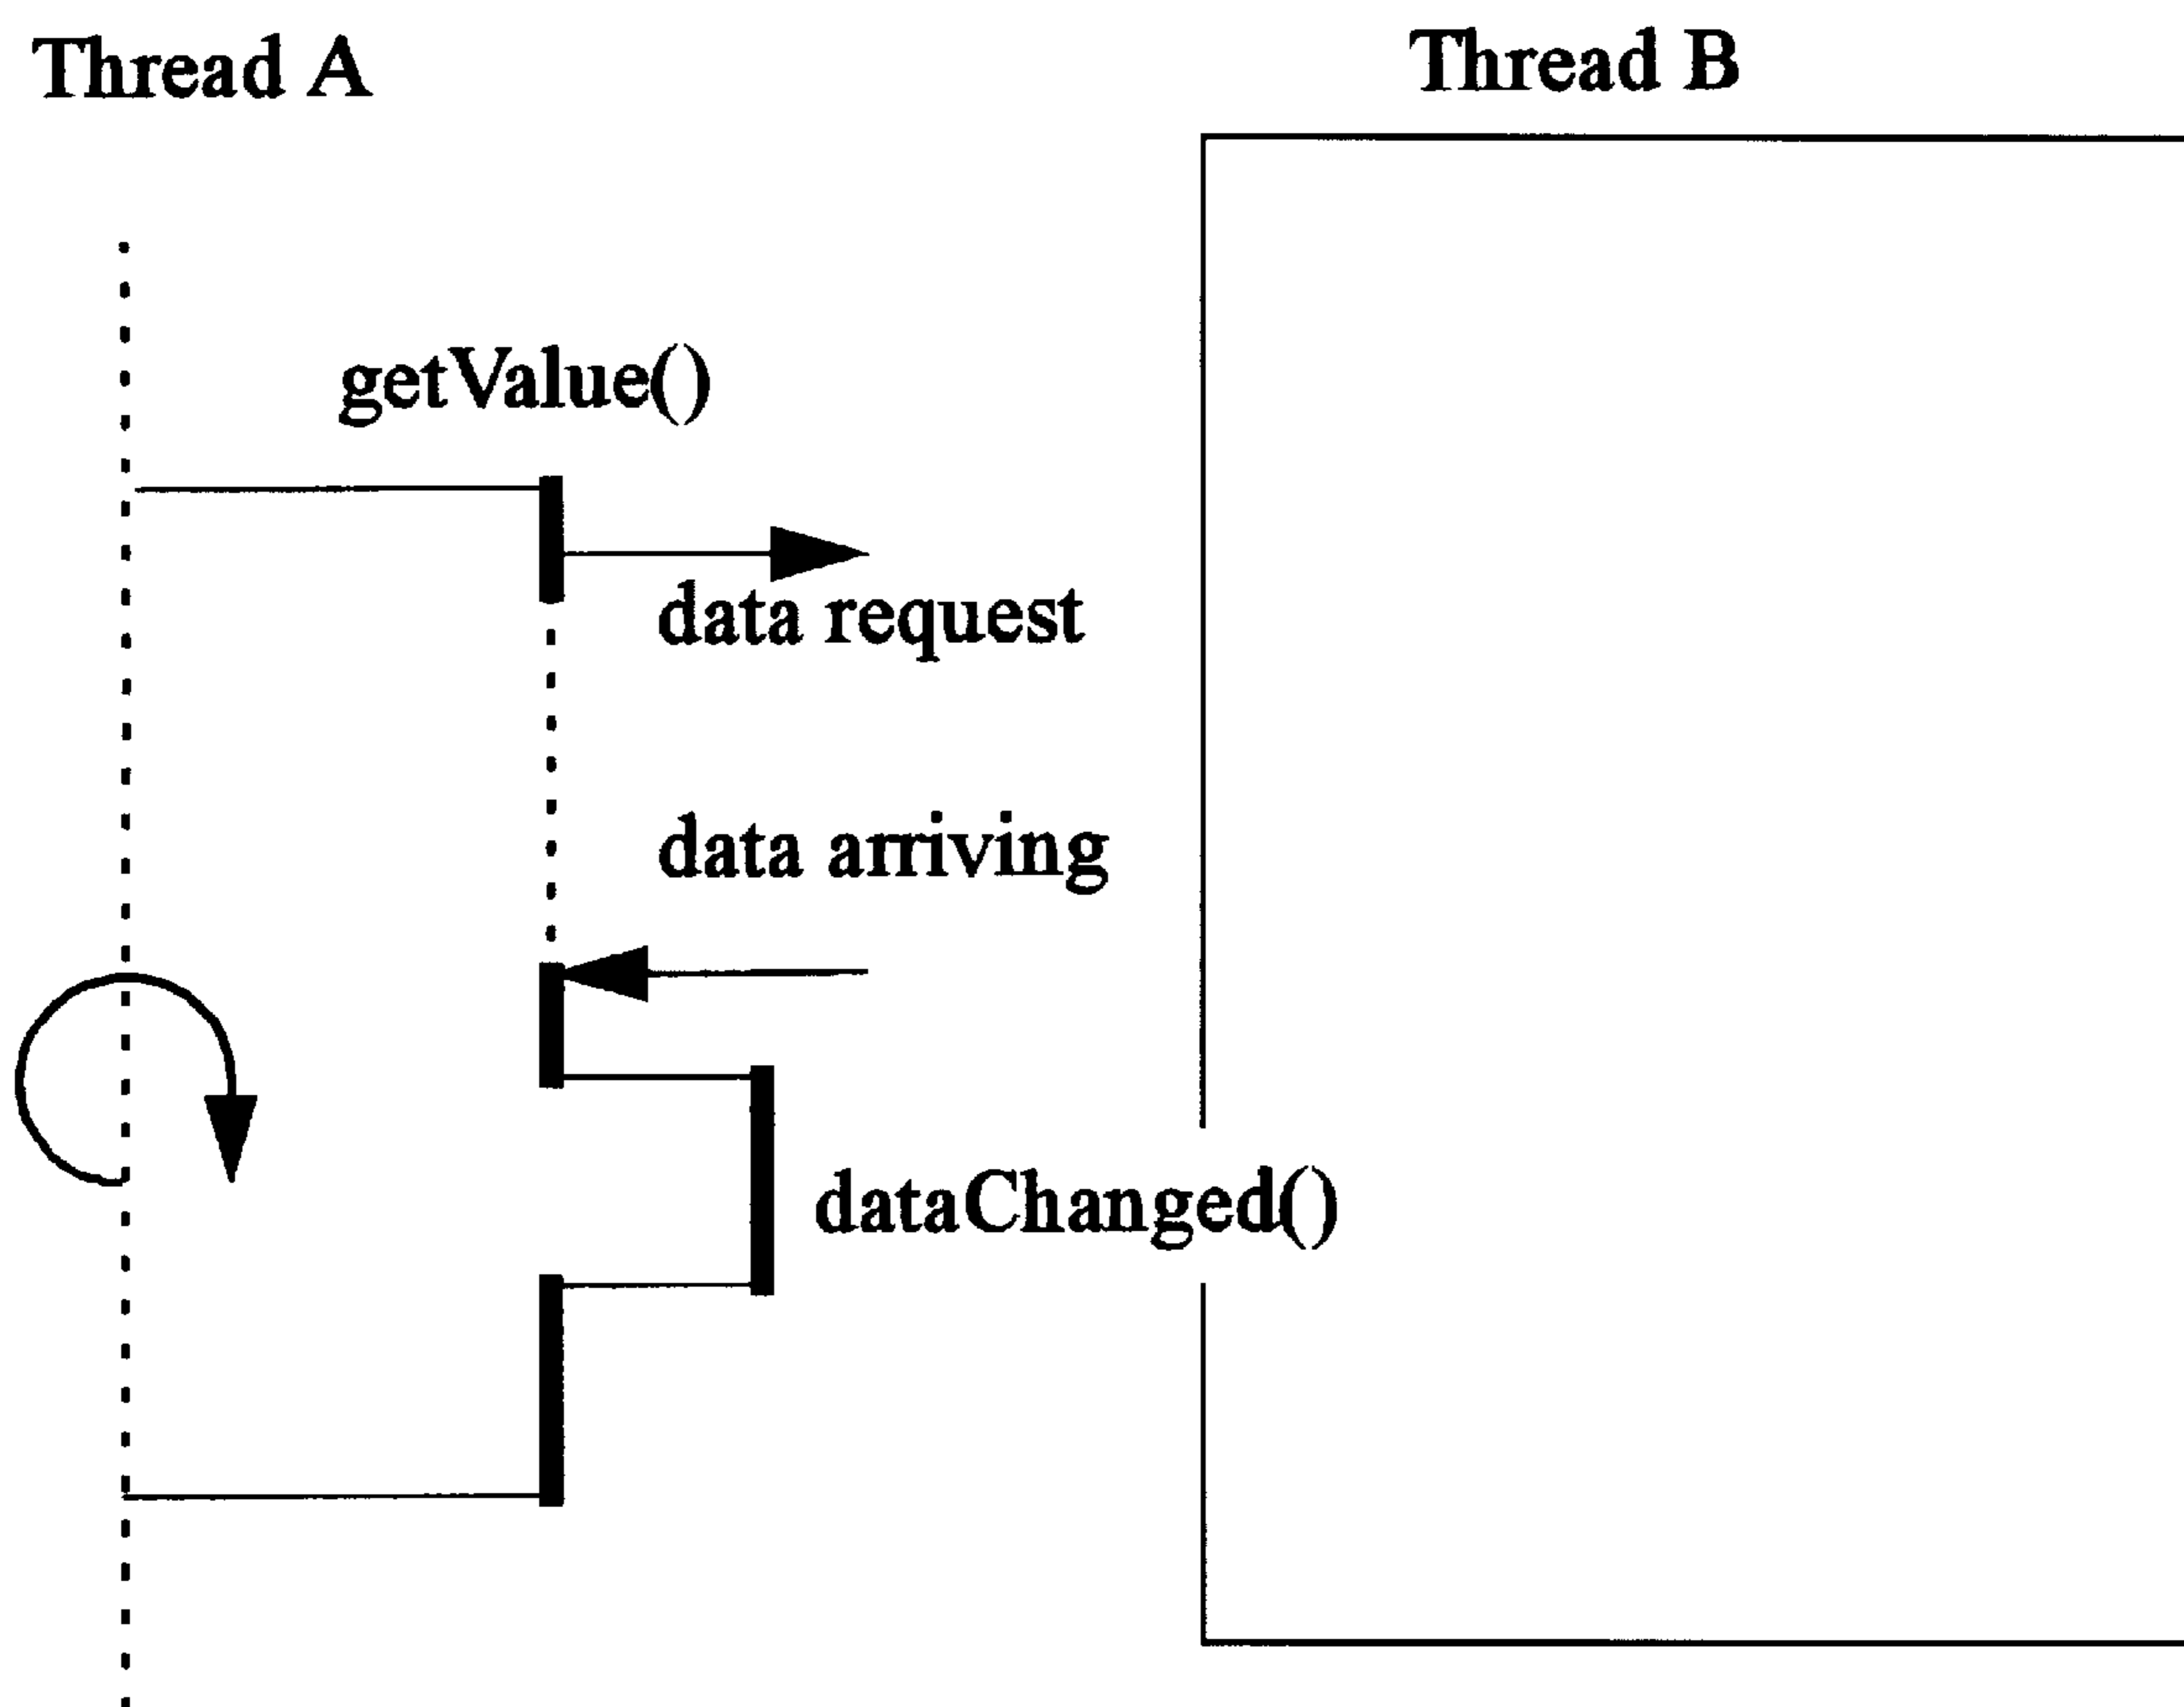 Thread A
Thread B
getValue()
data request
data arriving
dataChanged()